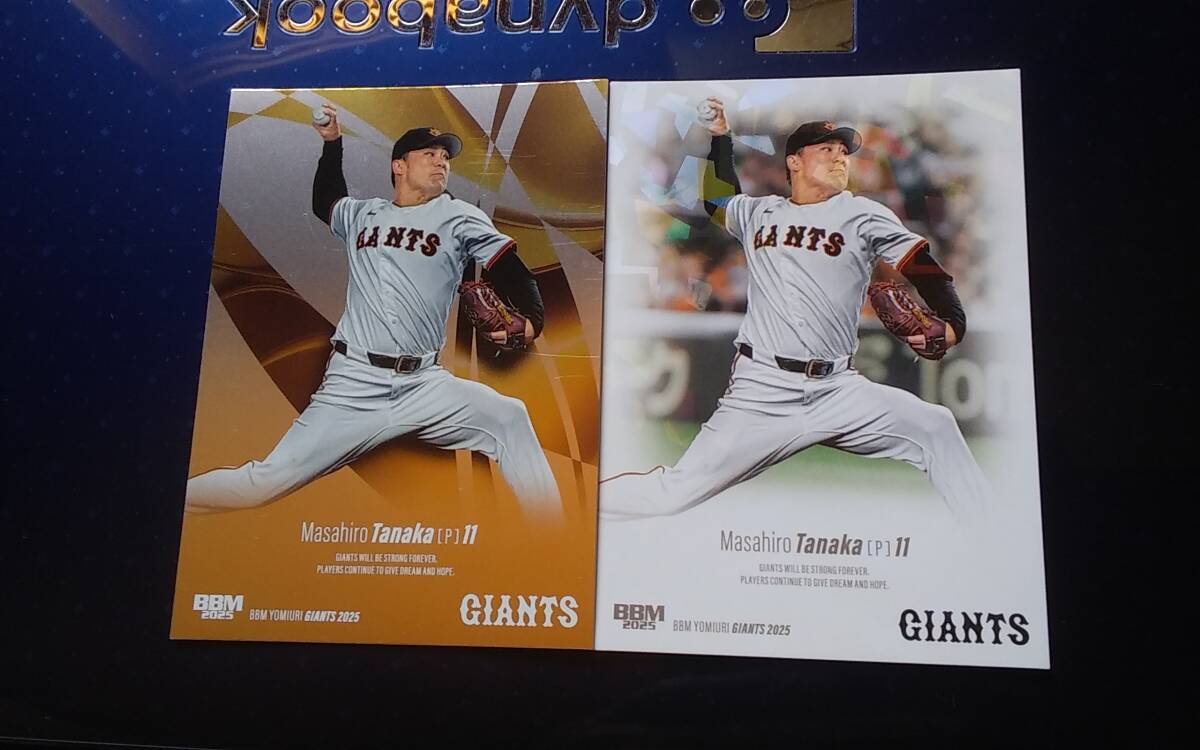 dynabook
GIANTS
Masahiro Tanaka [P] 11
GIANTS WILL BE STRONG FOREVER.
PLAYERS CONTINUE TO GIVE DREAM AND HOPE.
BBM
2025
BBM YOMIURI GIANTS 2025
GIANTS
GIANTS
Masahiro Tanaka [P] 11
GIANTS WILL BE STRONG FOREVER.
PLAYERS CONTINUE TO GIVE DREAM AND HOPE.
BBM
2025
BBM YOMIURI GIANTS 2025
GIANTS